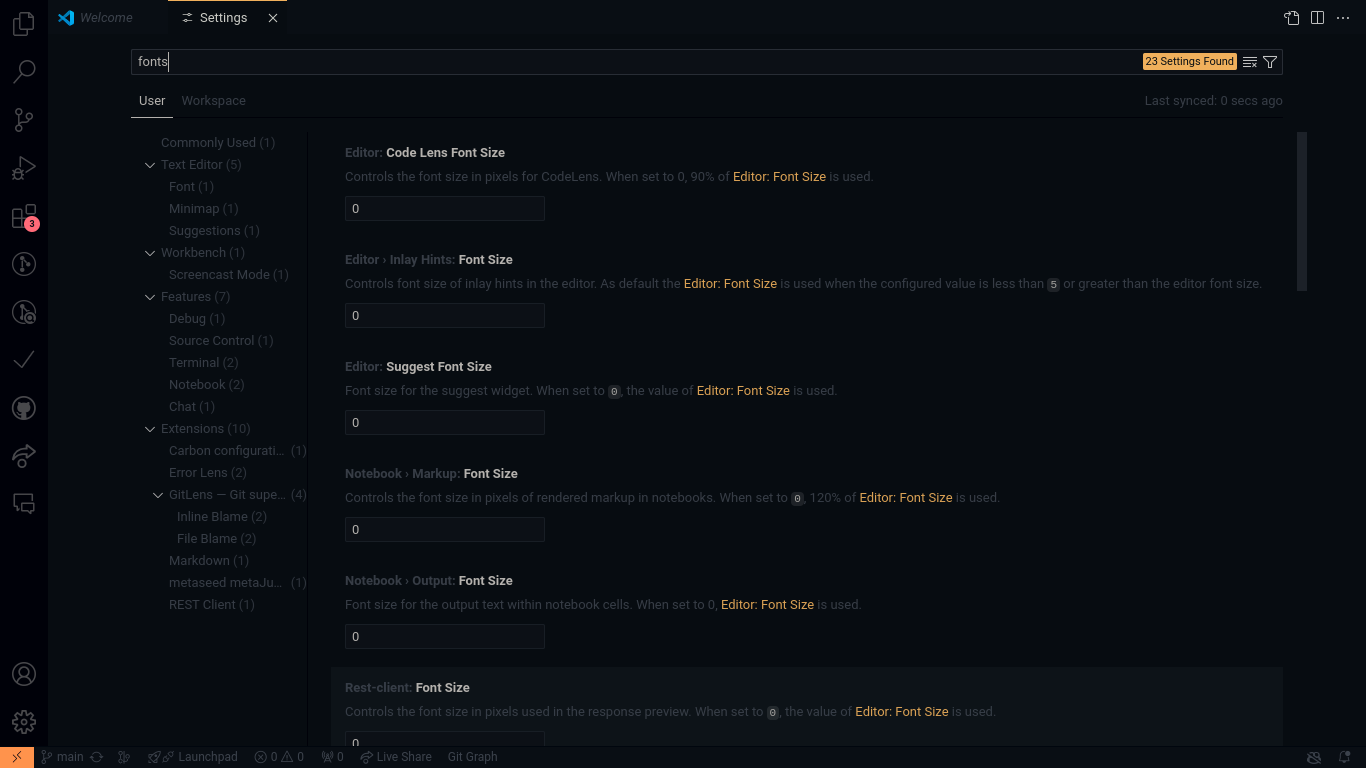 Welcome
Settings
fonts
23 Settings Found
User
Workspace
Last synced: 0 secs ago
Commonly Used (1)
Text Editor (5)
Font (1)
Minimap (1)
Suggestions (1)
Workbench (1)
Screencast Mode (1)
Features (7)
Debug (1)
Source Control (1)
Terminal (2)
Notebook (2)
Chat (1)
Extensions (10)
Carbon configurati... (1)
Error Lens (2)
GitLens — Git supe... (4)
Inline Blame (2)
File Blame (2)
Markdown (1)
metaseed metaJu... (1)
REST Client (1)
3
Editor: Code Lens Font Size
Controls the font size in pixels for CodeLens. When set to 0, 90% of Editor: Font Size is used.
0
Editor › Inlay Hints: Font Size
Controls font size of inlay hints in the editor. As default the Editor: Font Size is used when the configured value is less than 5 or greater than the editor font size.
0
Editor: Suggest Font Size
Font size for the suggest widget. When set to 0, the value of Editor: Font Size is used.
0
Notebook › Markup: Font Size
Controls the font size in pixels of rendered markup in notebooks. When set to 0, 120% of Editor: Font Size is used.
0
Notebook › Output: Font Size
Font size for the output text within notebook cells. When set to 0, Editor: Font Size is used.
0
Rest-client: Font Size
Controls the font size in pixels used in the response preview. When set to 0, the value of Editor: Font Size is used.
0
main
Launchpad
0
0
0
Live Share
Git Graph